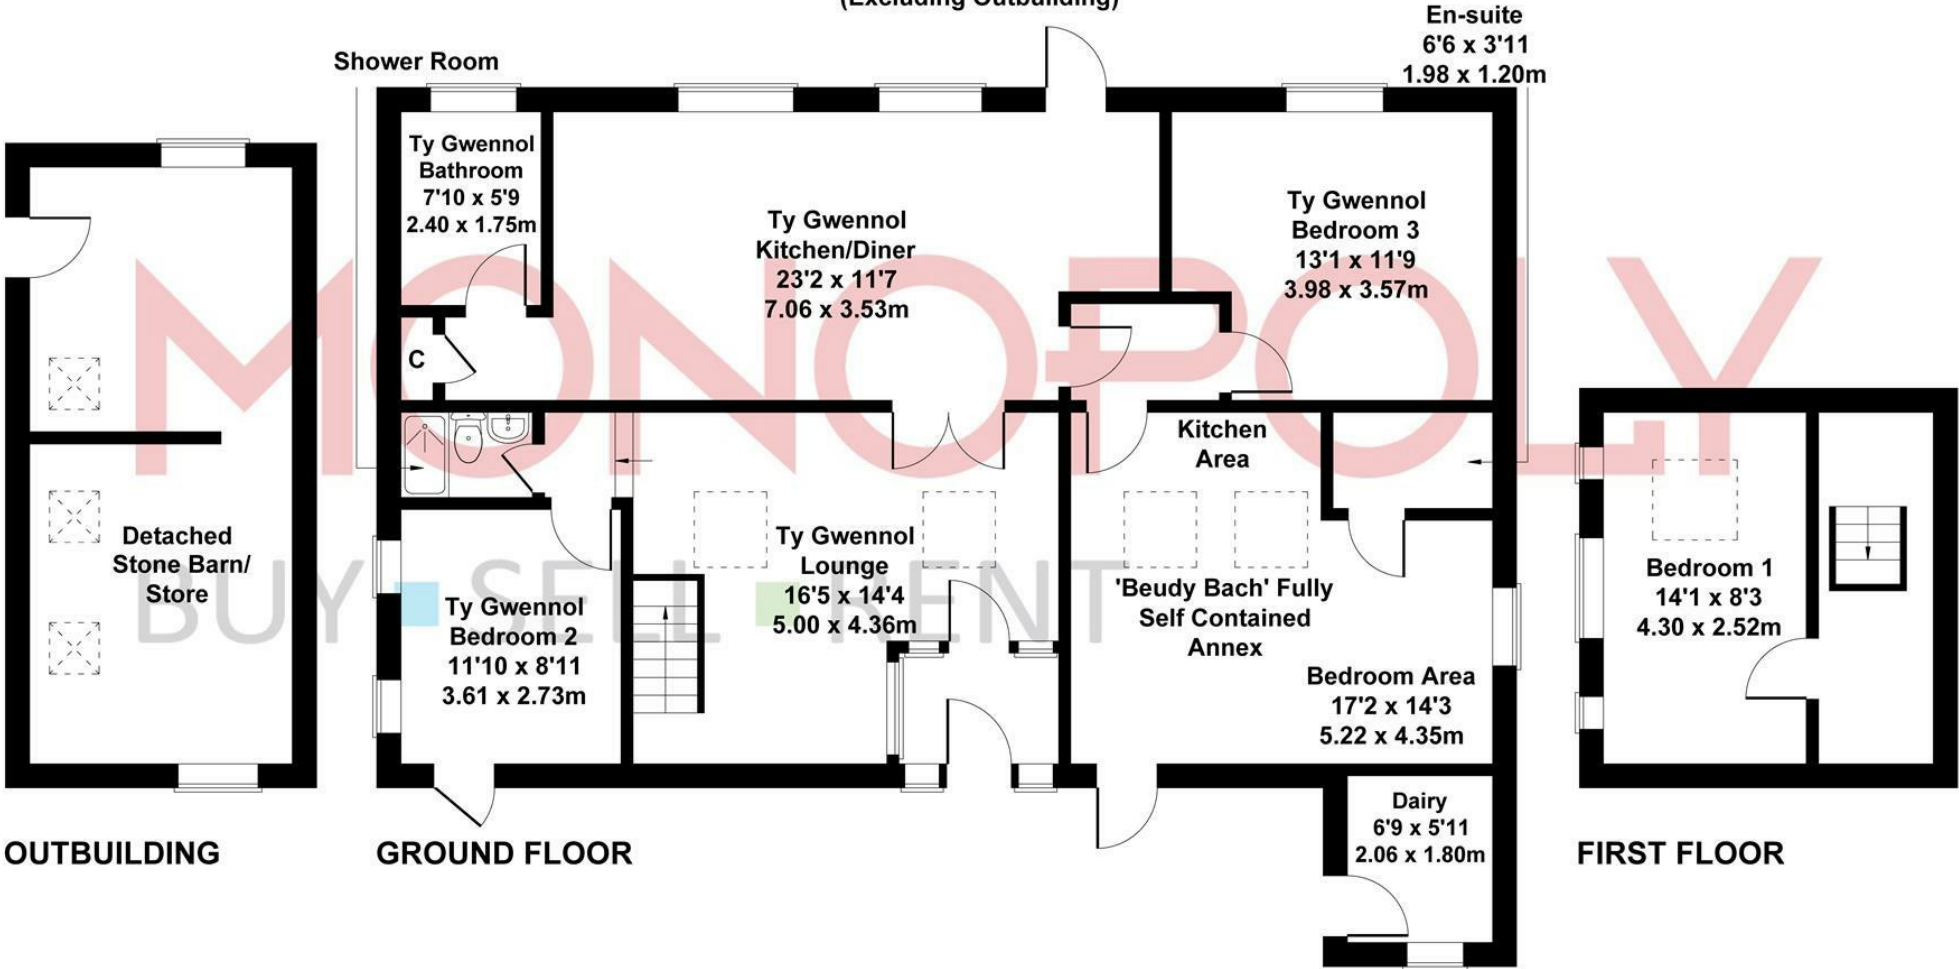 (Excluding Outbuilding)
En-suite
6'6 x 3'11
1.98 x 1.20m
Shower Room
Ty Gwennol
Bathroom
7'10 x 5'9
2.40 x 1.75m
Ty Gwennol
Kitchen/Diner
23'2 x 11'7
7.06 x 3.53m
Ty Gwennol
Bedroom 3
13'1 x 11'9
3.98 x 3.57m
MONOPOLY
BUY SELL RENT
C
Kitchen
Area
Detached
Stone Barn/
Store
Ty Gwennol
Lounge
16'5 x 14'4
5.00 x 4.36m
Ty Gwennol
Bedroom 2
11'10 x 8'11
3.61 x 2.73m
'Beudy Bach' Fully
Self Contained
Annex
Bedroom Area
17'2 x 14'3
5.22 x 4.35m
Bedroom 1
14'1 x 8'3
4.30 x 2.52m
Dairy
6'9 x 5'11
2.06 x 1.80m
OUTBUILDING
GROUND FLOOR
FIRST FLOOR